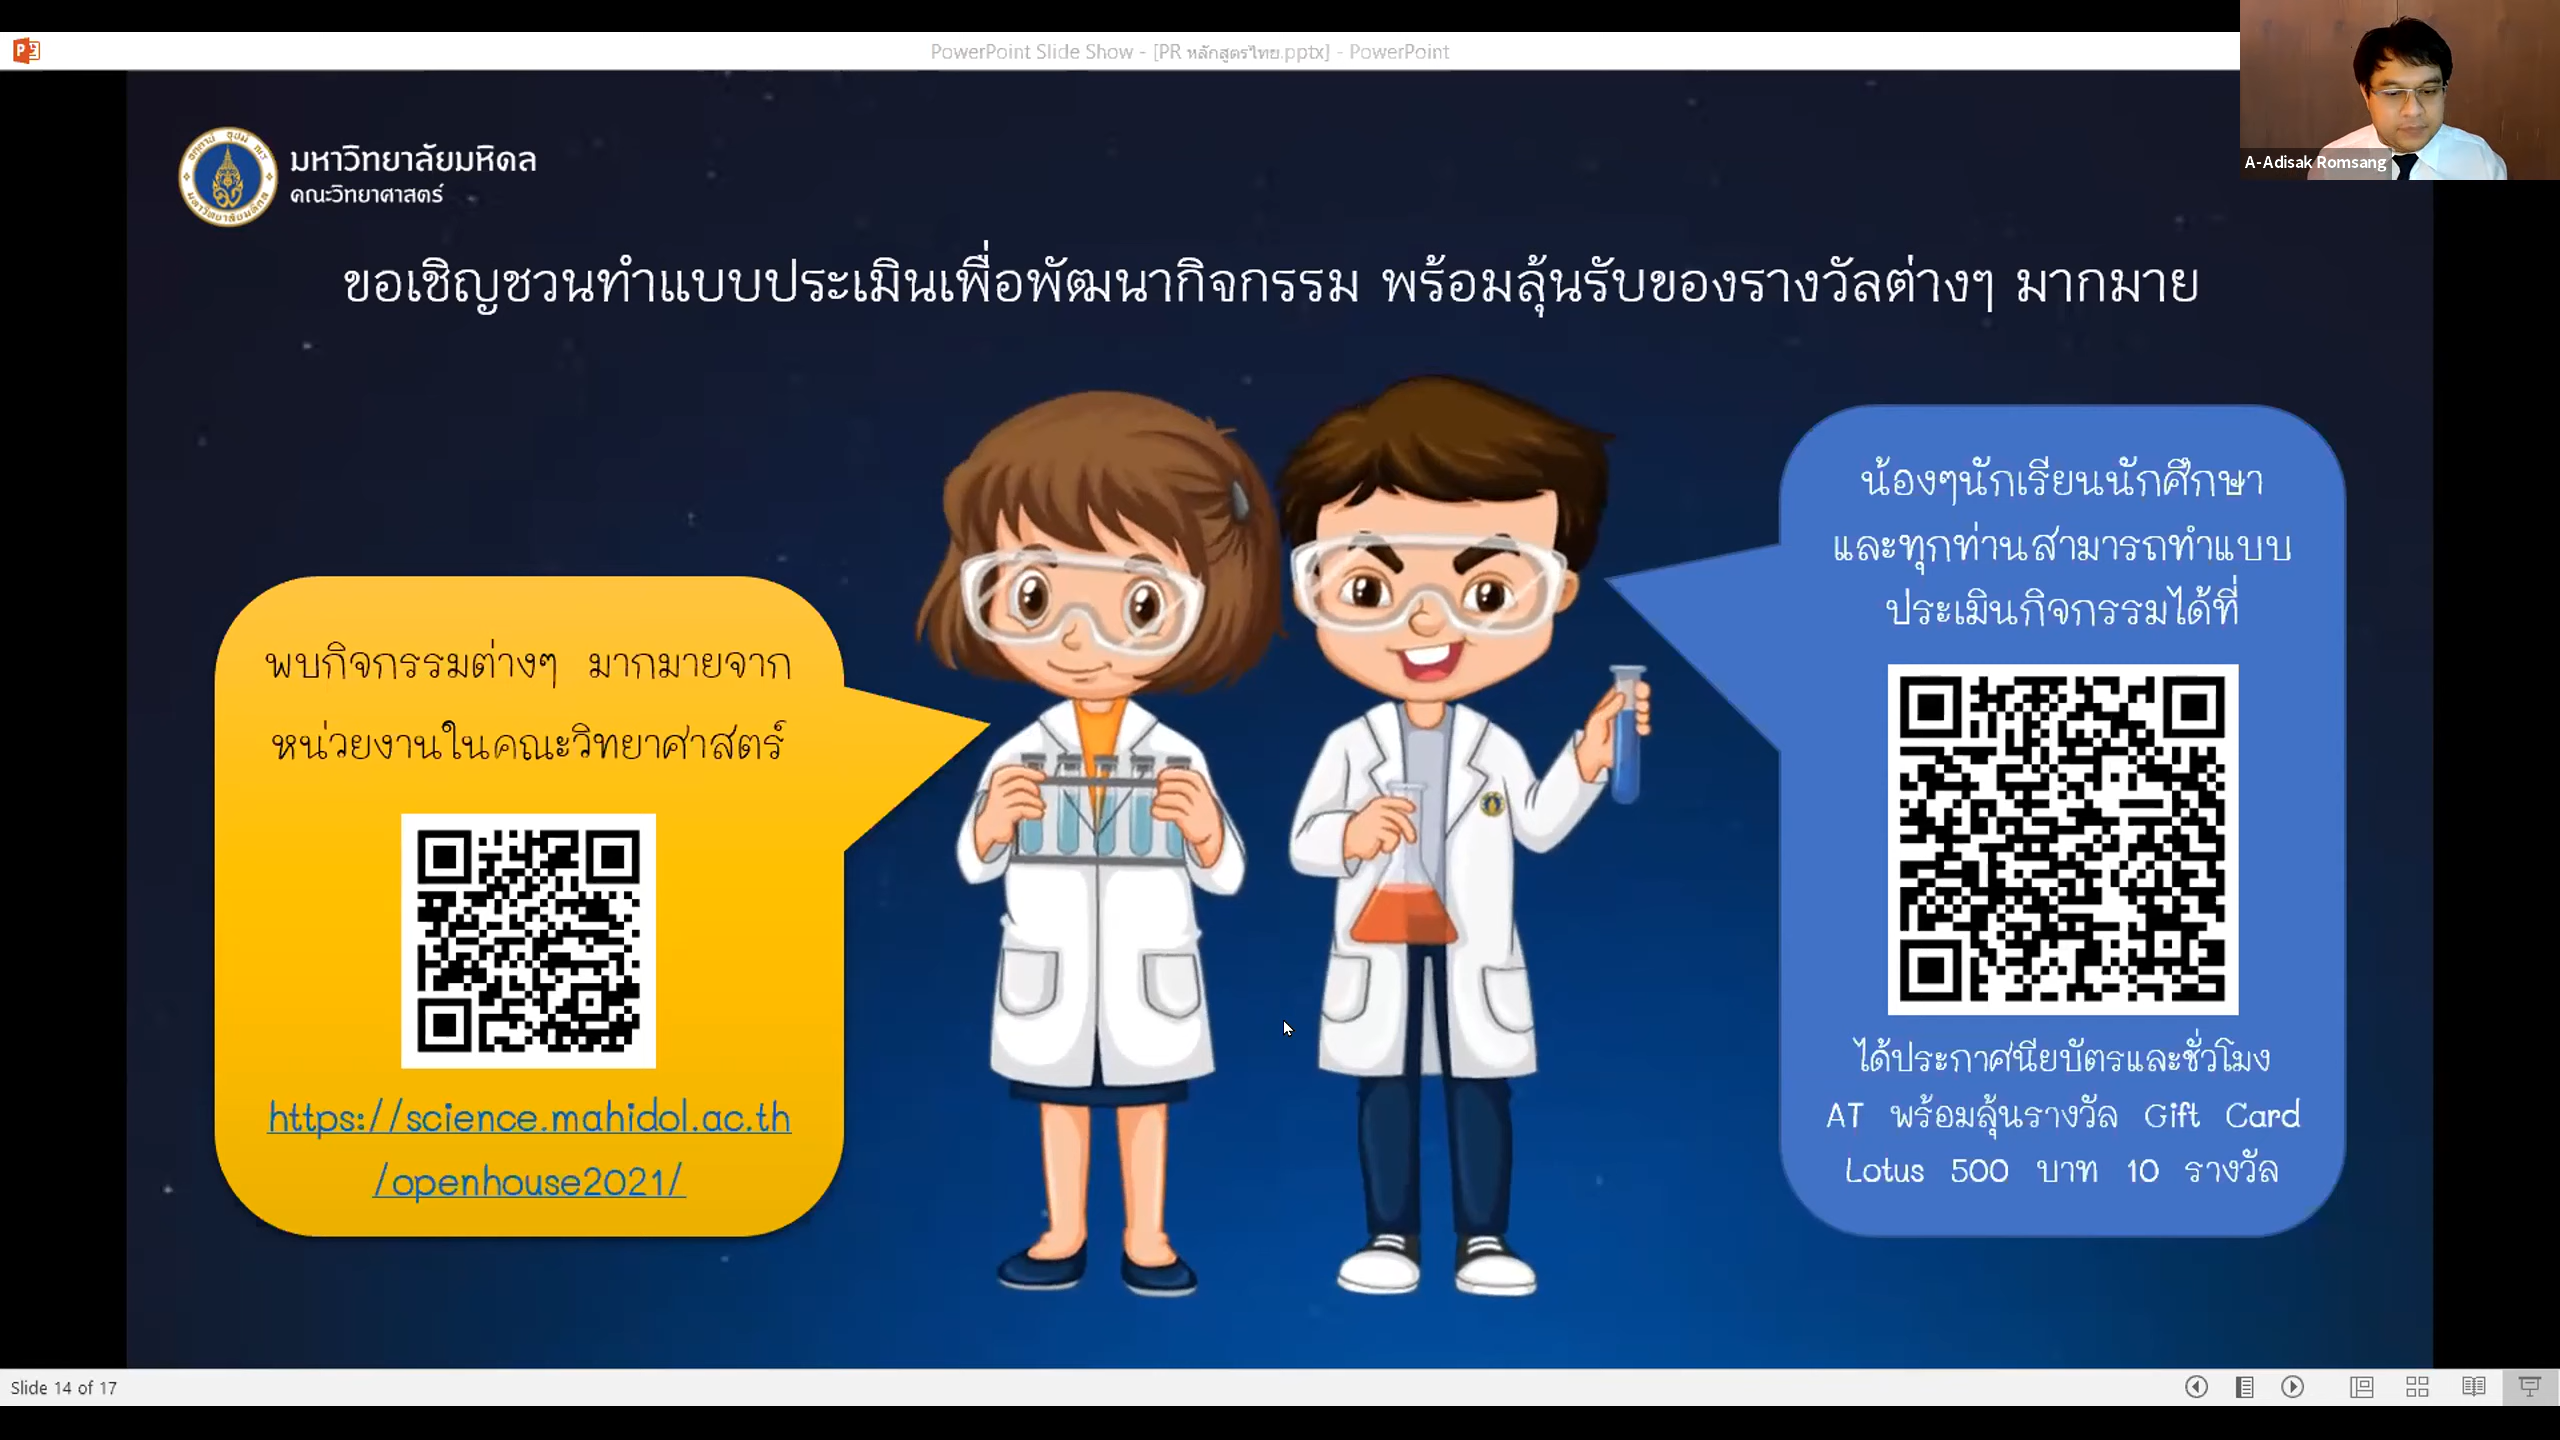 PowerPoint Slide Show - [PR หลักสูตรไทย.pptx] - PowerPoint
A-Adisak Romsang
มหาวิทยาลัยมหิดล
คณะวิทยาศาสตร์
ขอเชิญชวนทำแบบประเมินเพื่อพัฒนากิจกรรม พร้อมลุ้นรับของรางวัลต่างๆ มากมาย
พบกิจกรรมต่างๆ มากมายจาก
หน่วยงานในคณะวิทยาศาสตร์
https://science.mahidol.ac.th
/openhouse2021/
น้องๆนักเรียนนักศึกษา
และทุกท่านสามารถทำแบบ
ประเมินกิจกรรมได้ที่
ได้ประกาศนียบัตรและชั่วโมง
AT พร้อมลุ้นรางวัล Gift Card
Lotus 500 บาท 10 รางวัล
Slide 14 of 17